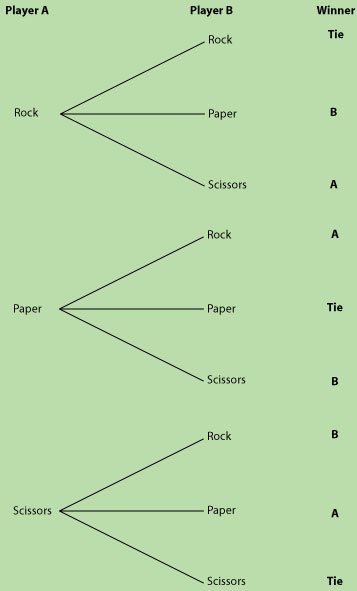 Player A Player B Winner
Rock Tie
Rock Paper B
Scissors A
Rock A
Paper Paper Tie
Scissors B
Rock B
Scissors Paper A
Scissors Tie